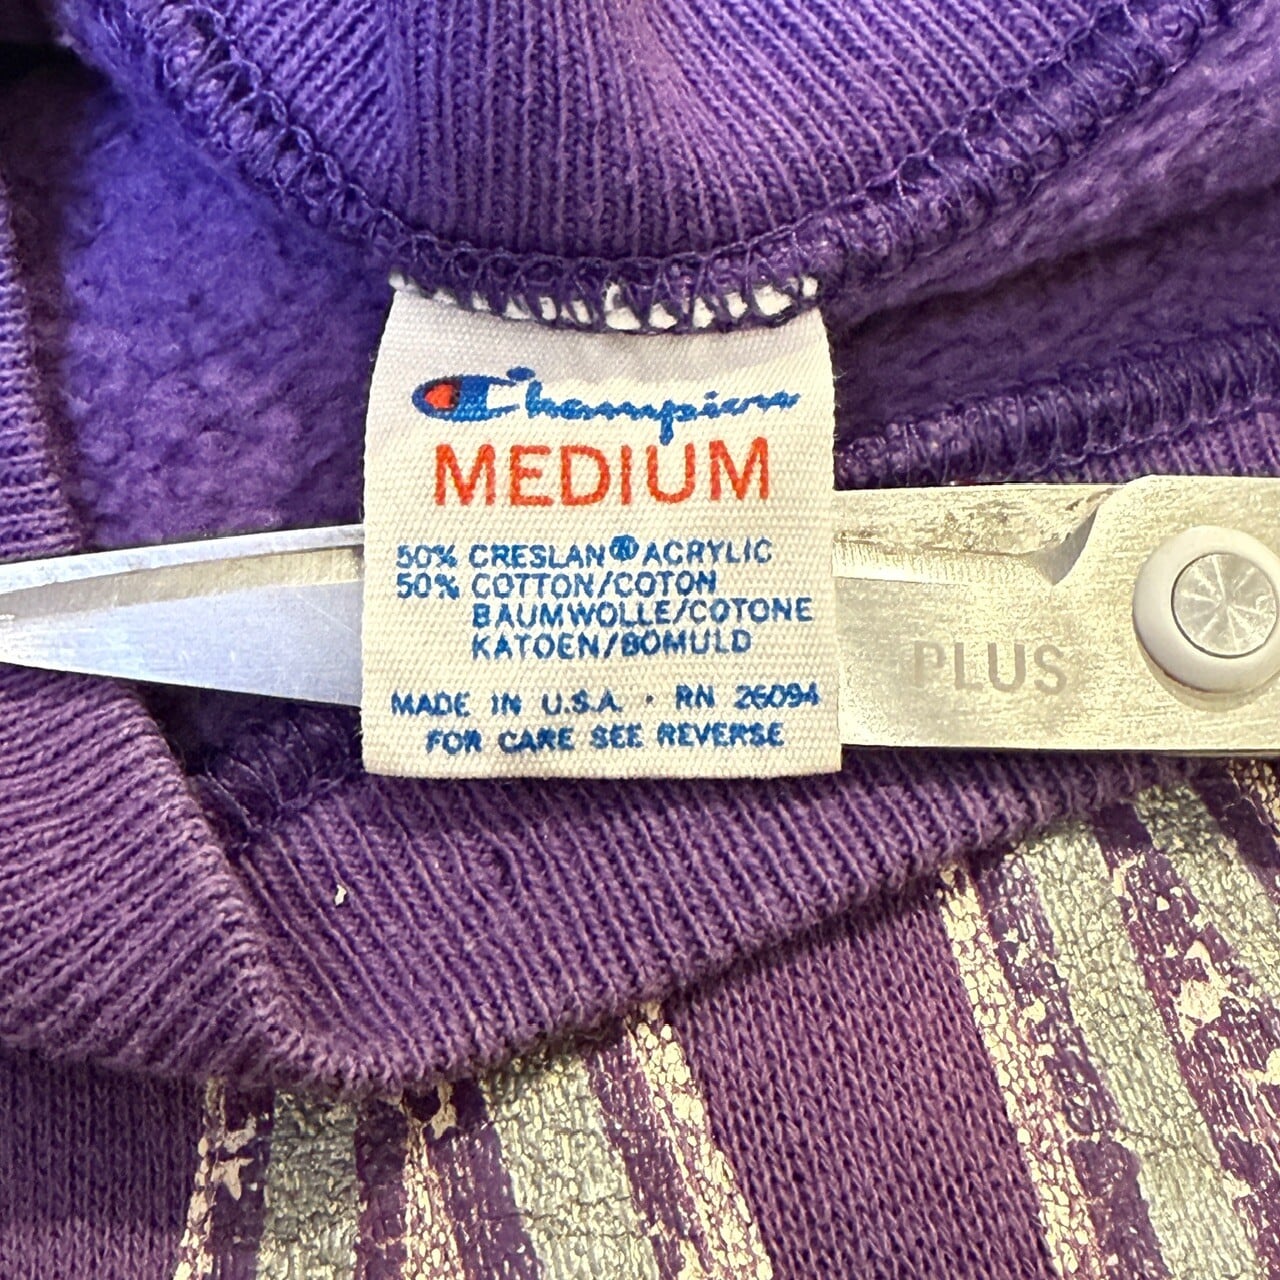 Champion
MEDIUM
50% CRESLAN® ACRYLIC
50% COTTON/COTON
BAUMWOLLE/COTONE
KATOEN/BOMULD
MADE IN U.S.A. · RN 26094
FOR CARE SEE REVERSE
PLUS